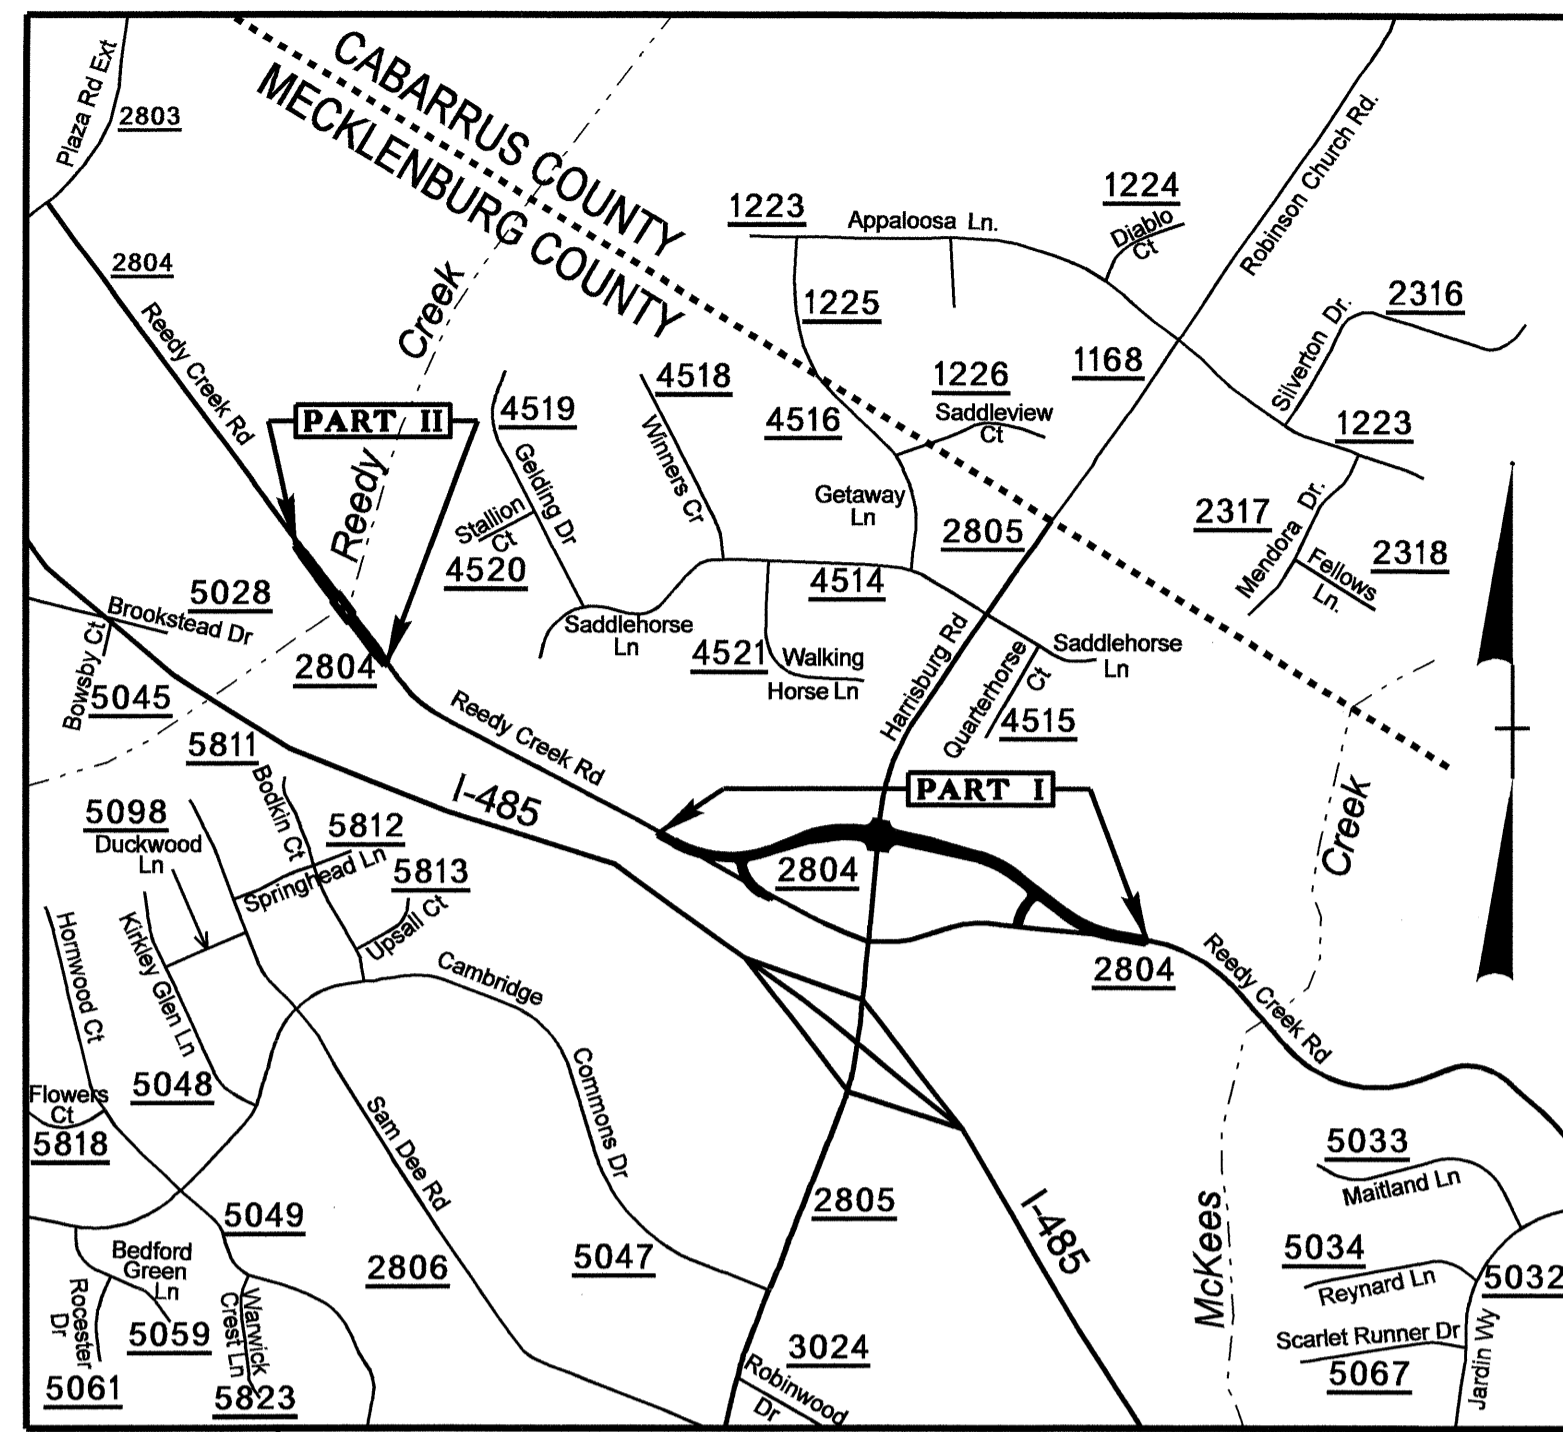 Plaza Rd Ext
2803
CABARRUS COUNTY
MECKLENBURG COUNTY
2804
Reedy Creek Rd
Creek
Reedy
PART II
1223
Appaloosa Ln.
1224
Diablo
Ct
Robinson Church Rd.
1225
2316
Silverton Dr.
1168
1226
Saddleview
Ct
4518
Winners Cr
4519
Gelding Dr
4516
1223
Getaway
Ln
2805
2317
Mendora Dr.
2318
Fellows
Ln.
Stallion
Ct
4520
4514
5028
Brookstead Dr
Bowsby Ct
5045
2804
Saddlehorse
Ln
4521
Walking
Horse Ln
Harrisburg Rd
Quarterhorse
Ct
4515
Saddlehorse
Ln
Reedy Creek Rd
5811
I-485
PART I
Bodkin Ct
5098
Duckwood
Ln
5812
Springhead Ln
5813
Upsall Ct
2804
Creek
Hornwood Ct
Kirkley Glen Ln
Cambridge
2804
Reedy Creek Rd
Flowers
Ct
5048
5818
Sam Dee Rd
Commons Dr
5033
Maitland Ln
2805
I-485
McKees
5049
Bedford
Green
Ln
2806
5047
5034
Reynard Ln
5032
Rocester
Dr
5059
Warwick
Crest Ln
Scarlet Runner Dr
5061
5823
3024
Robinwood
Dr
5067
Jardin Wy